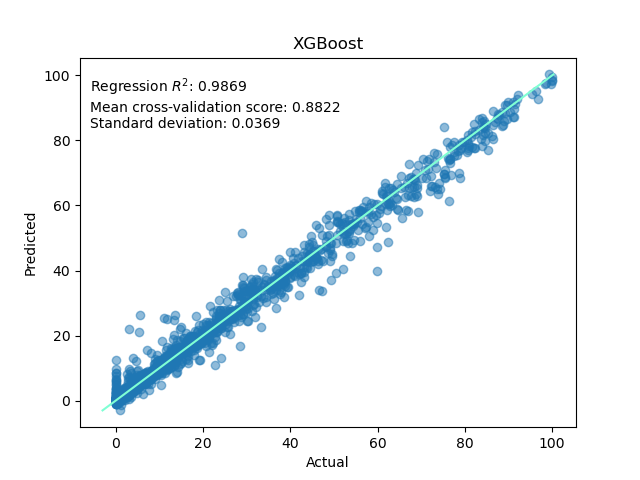 XGBoost
Regression R²: 0.9869
Mean cross-validation score: 0.8822
Standard deviation: 0.0369
100
80
60
40
20
0
Predicted
0 20 40 60 80 100
Actual